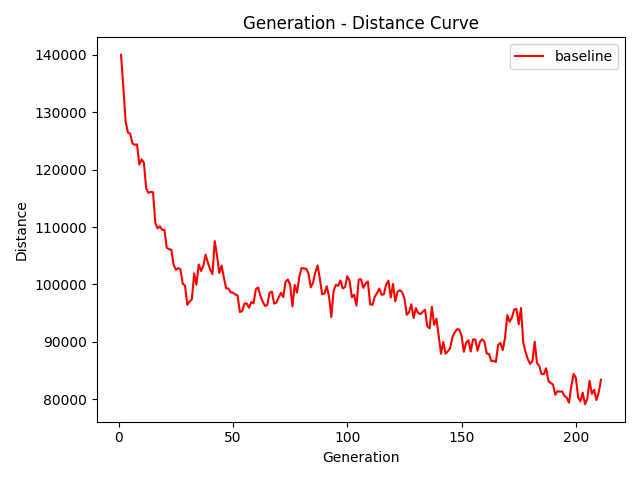 Generation - Distance Curve
baseline
Distance
140000
130000
120000
110000
100000
90000
80000
0 50 100 150 200
Generation